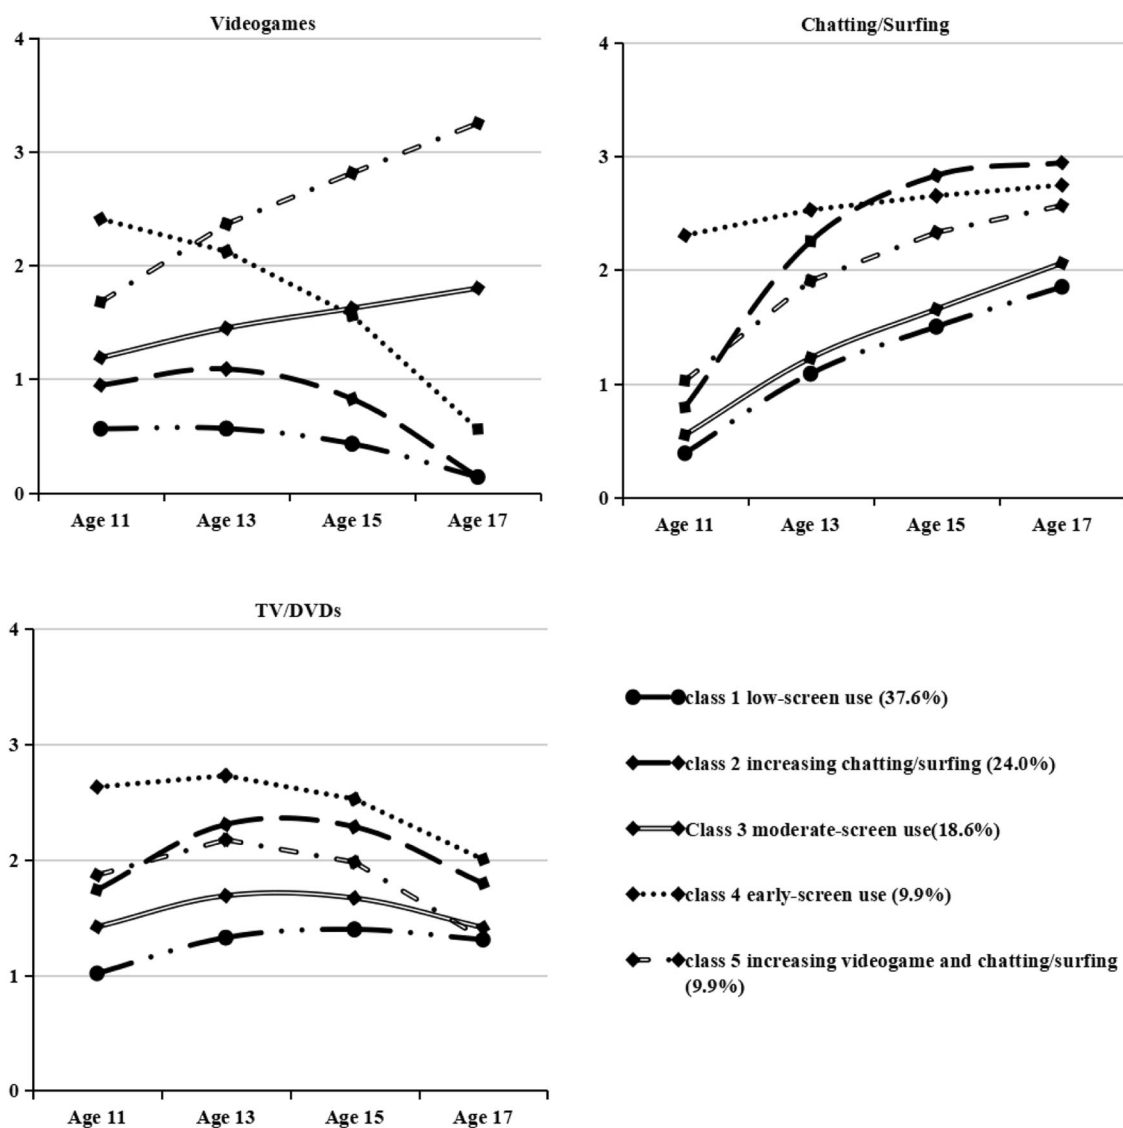 Videogames
4
3
2
1
0
Age 11 Age 13 Age 15 Age 17
Chatting/Surfing
4
3
2
1
0
Age 11 Age 13 Age 15 Age 17
TV/DVDs
4
3
2
1
0
Age 11 Age 13 Age 15 Age 17
class 1 low-screen use (37.6%)
class 2 increasing chatting/surfing (24.0%)
Class 3 moderate-screen use(18.6%)
class 4 early-screen use (9.9%)
class 5 increasing videogame and chatting/surfing
(9.9%)